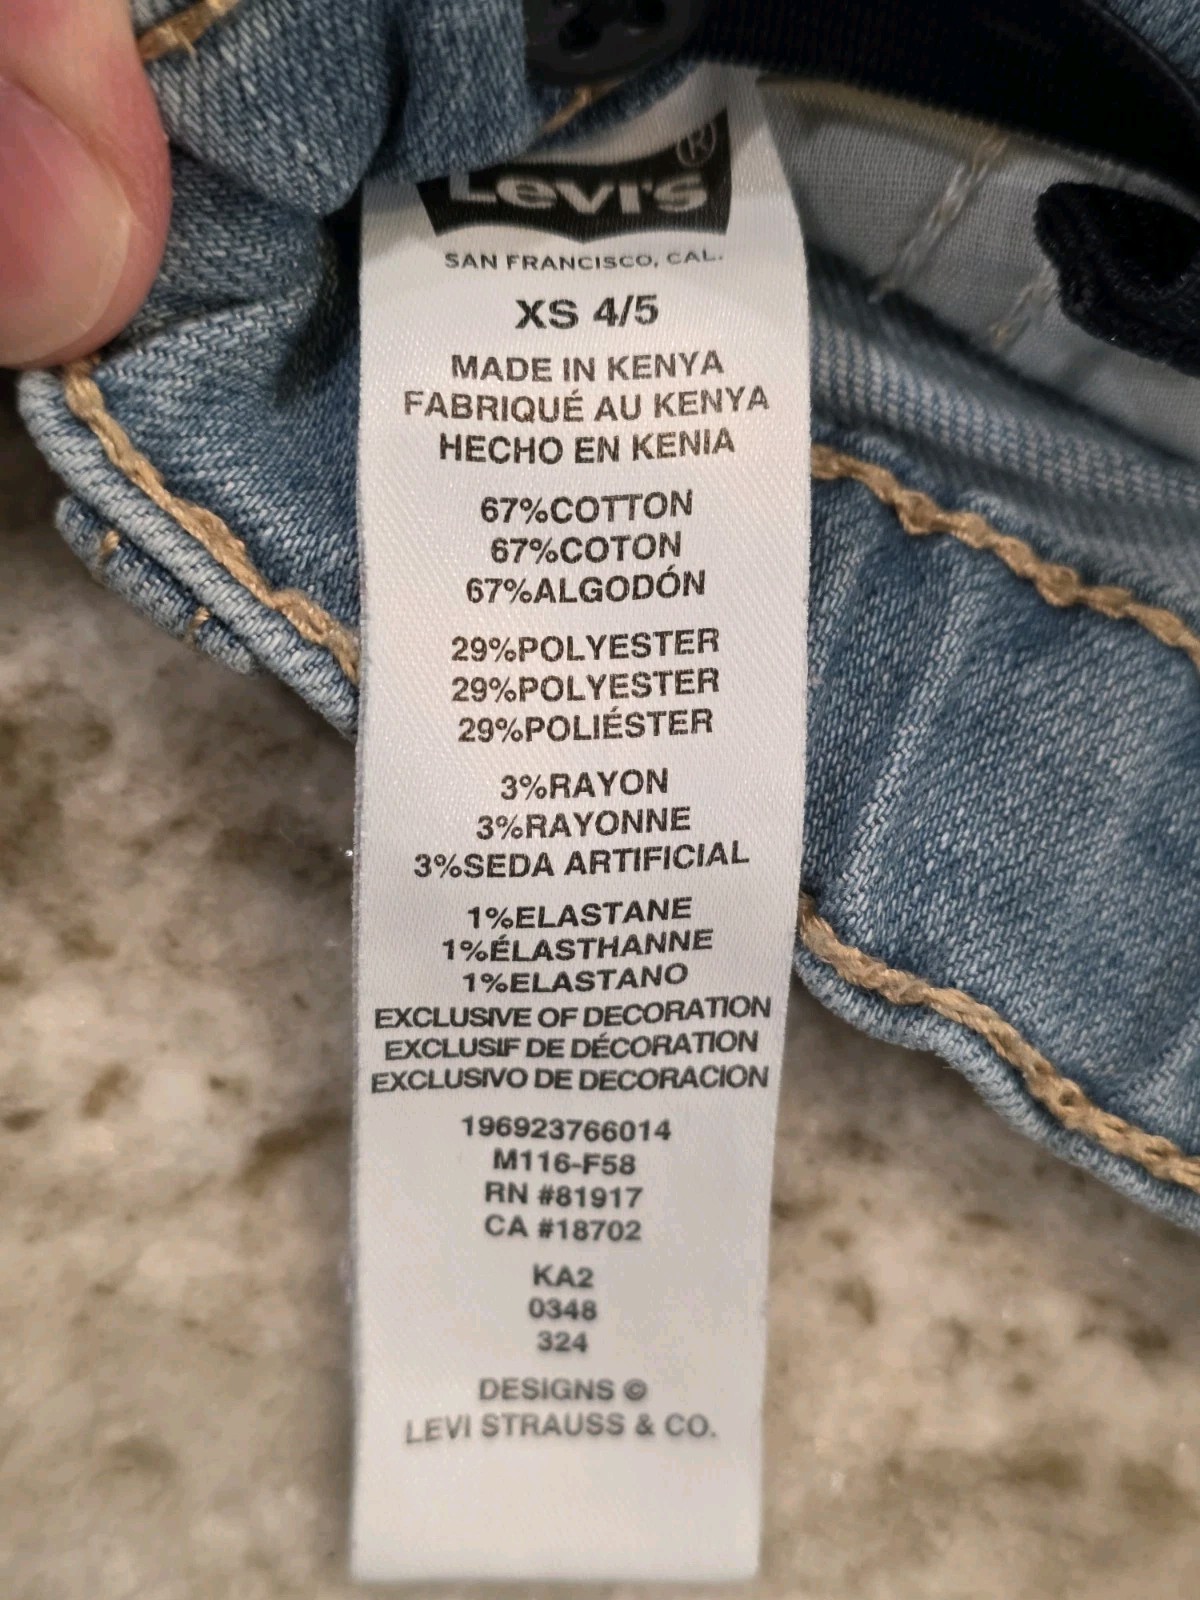 Levi's ®
SAN FRANCISCO, CAL.
XS 4/5
MADE IN KENYA
FABRIQUÉ AU KENYA
HECHO EN KENIA
67%COTTON
67%COTON
67%ALGODÓN
29%POLYESTER
29%POLYESTER
29%POLIÉSTER
3%RAYON
3%RAYONNE
3%SEDA ARTIFICIAL
1%ELASTANE
1%ÉLASTHANNE
1%ELASTANO
EXCLUSIVE OF DECORATION
EXCLUSIF DE DÉCORATION
EXCLUSIVO DE DECORACION
196923766014
M116-F58
RN #81917
CA #18702
KA2
0348
324
DESIGNS ©
LEVI STRAUSS & CO.